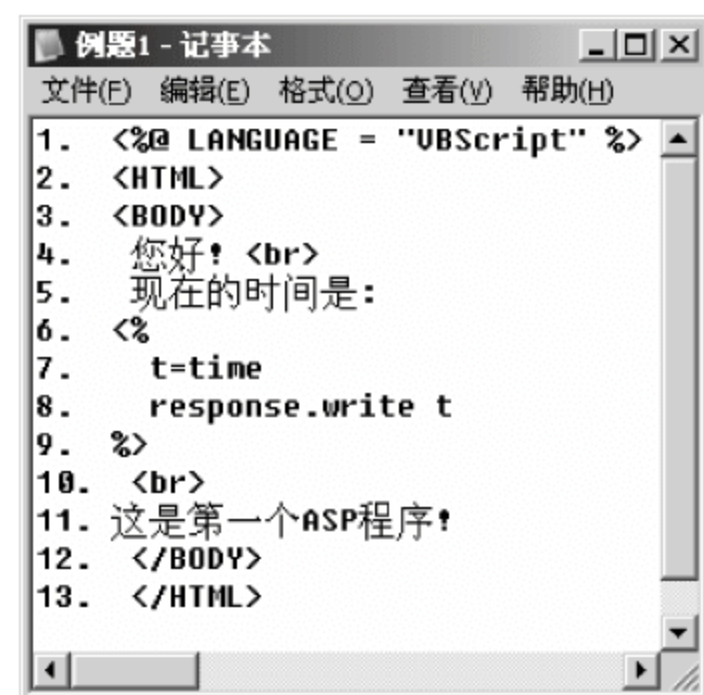 例题1 - 记事本
文件(F) 编辑(E) 格式(O) 查看(V) 帮助(H)
1. <%@ LANGUAGE = "VBScript" %>
2. <HTML>
3. <BODY>
4. 您好! <br>
5. 现在的时间是:
6. <%
7. t=time
8. response.write t
9. %>
10. <br>
11. 这是第一个ASP程序!
12. </BODY>
13. </HTML>